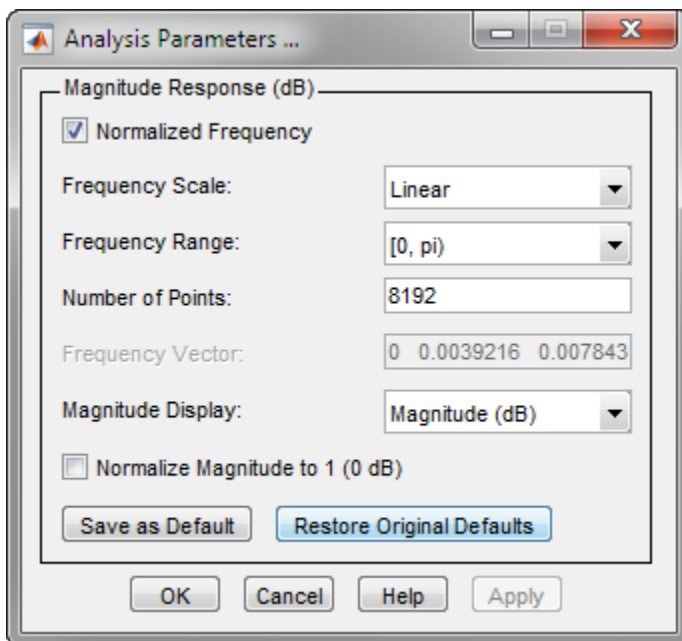 Analysis Parameters ...
Magnitude Response (dB)
Normalized Frequency
Frequency Scale: Linear
Frequency Range: [0, pi)
Number of Points: 8192
Frequency Vector: 0 0.0039216 0.007843
Magnitude Display: Magnitude (dB)
Normalize Magnitude to 1 (0 dB)
Save as Default Restore Original Defaults
OK Cancel Help Apply